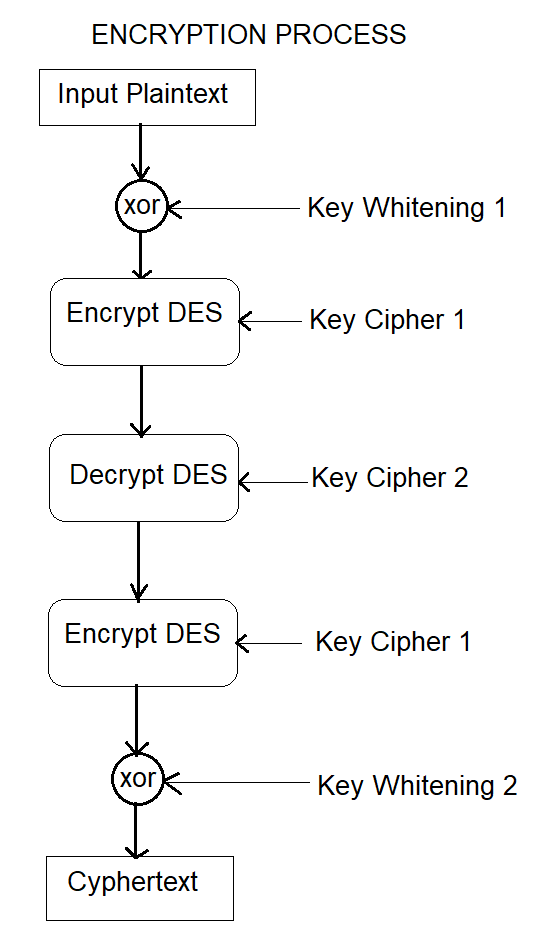 ENCRYPTION PROCESS
Input Plaintext
xor
Key Whitening 1
Encrypt DES
Key Cipher 1
Decrypt DES
Key Cipher 2
Encrypt DES
Key Cipher 1
xor
Key Whitening 2
Cyphertext